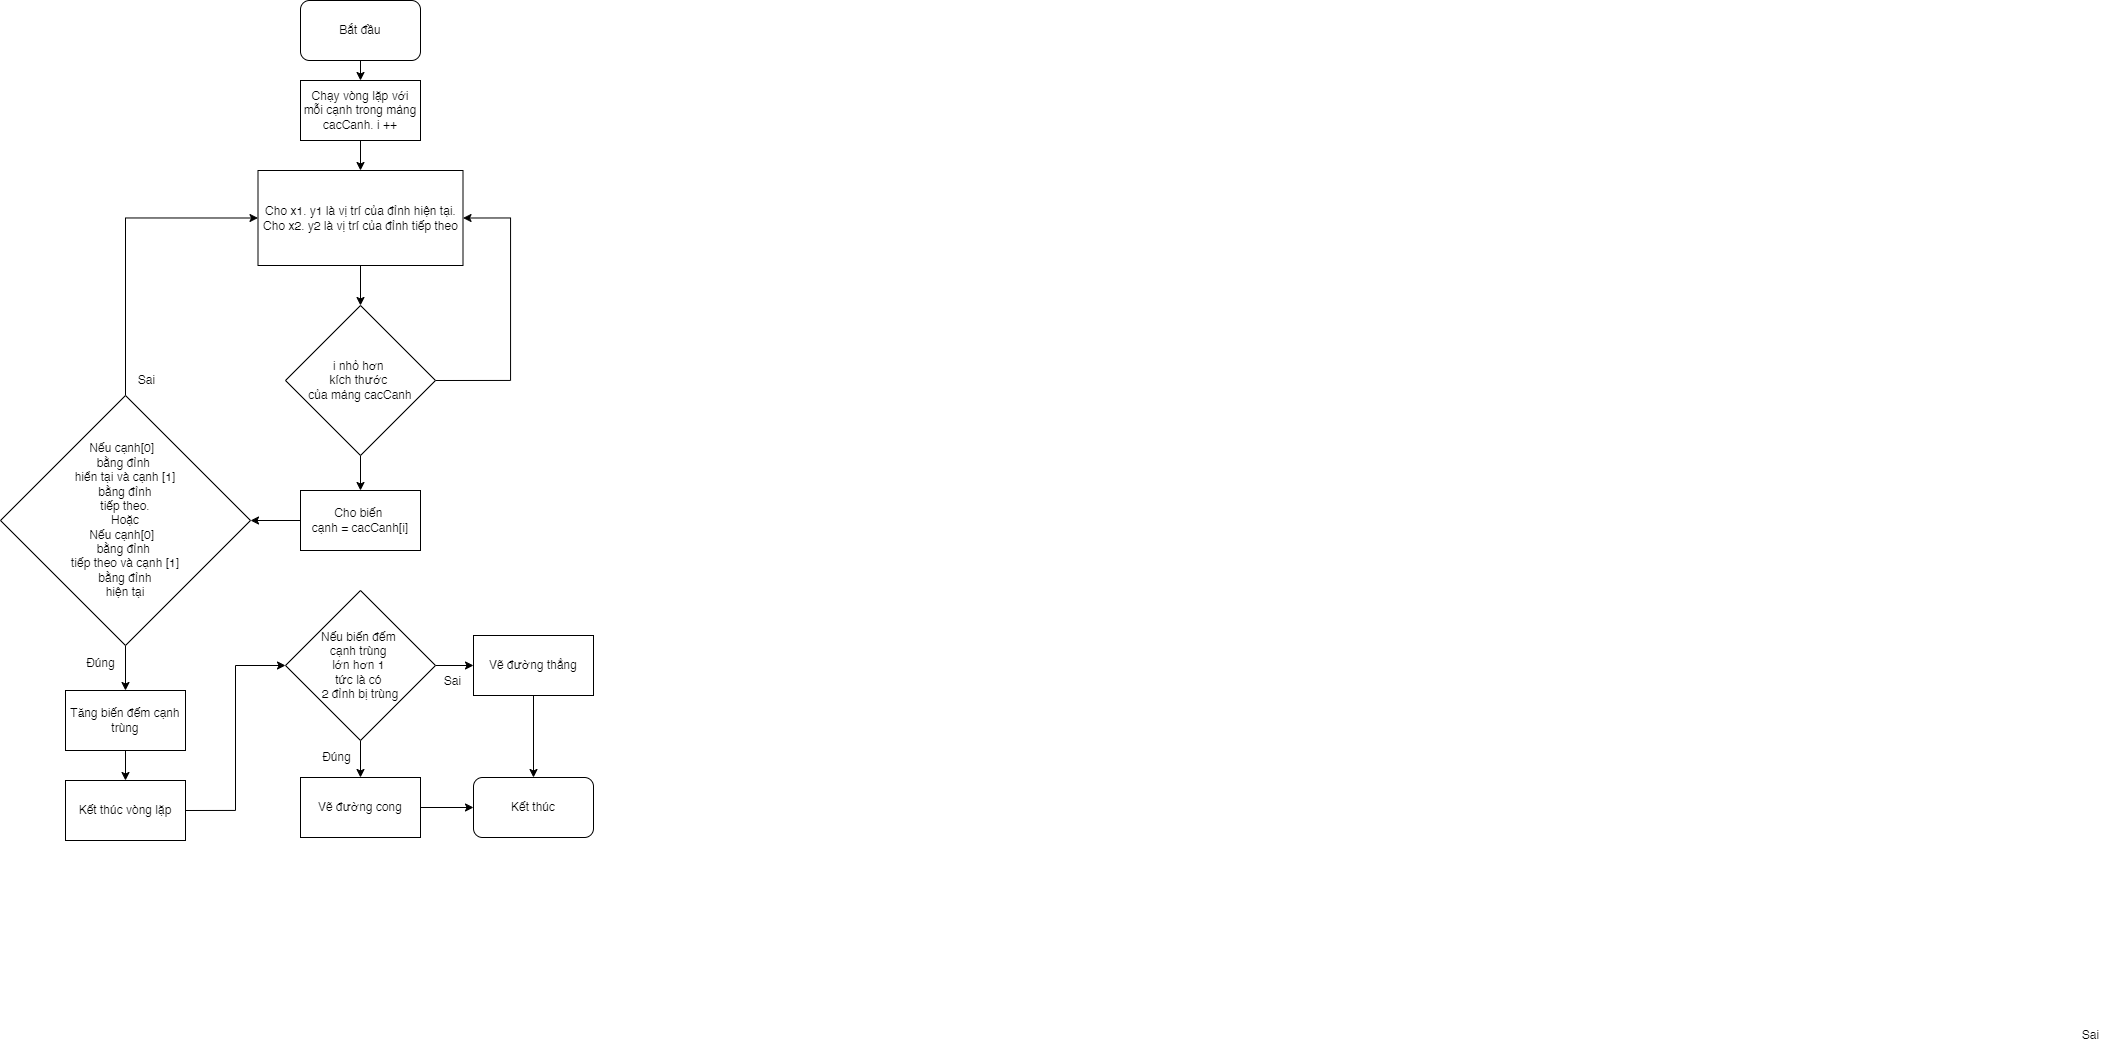 Bắt đầu
Chạy vòng lặp với
mỗi cạnh trong mảng
cacCanh. i ++
Cho x1. y1 là vị trí của đỉnh hiện tại.
Cho x2. y2 là vị trí của đỉnh tiếp theo
i nhỏ hơn
kích thước
của mảng cacCanh
Sai
Nếu cạnh[0]
bằng đỉnh
hiến tại và cạnh [1]
bằng đỉnh
tiếp theo.
Hoặc
Nếu cạnh[0]
bằng đỉnh
tiếp theo và cạnh [1]
bằng đỉnh
hiện tại
Cho biến
cạnh = cacCanh[i]
Đúng
Tăng biến đếm cạnh
trùng
Kết thúc vòng lặp
Nếu biến đếm
cạnh trùng
lớn hơn 1
tức là có
2 đỉnh bị trùng
Sai
Vẽ đường thẳng
Đúng
Vẽ đường cong
Kết thúc
Sai